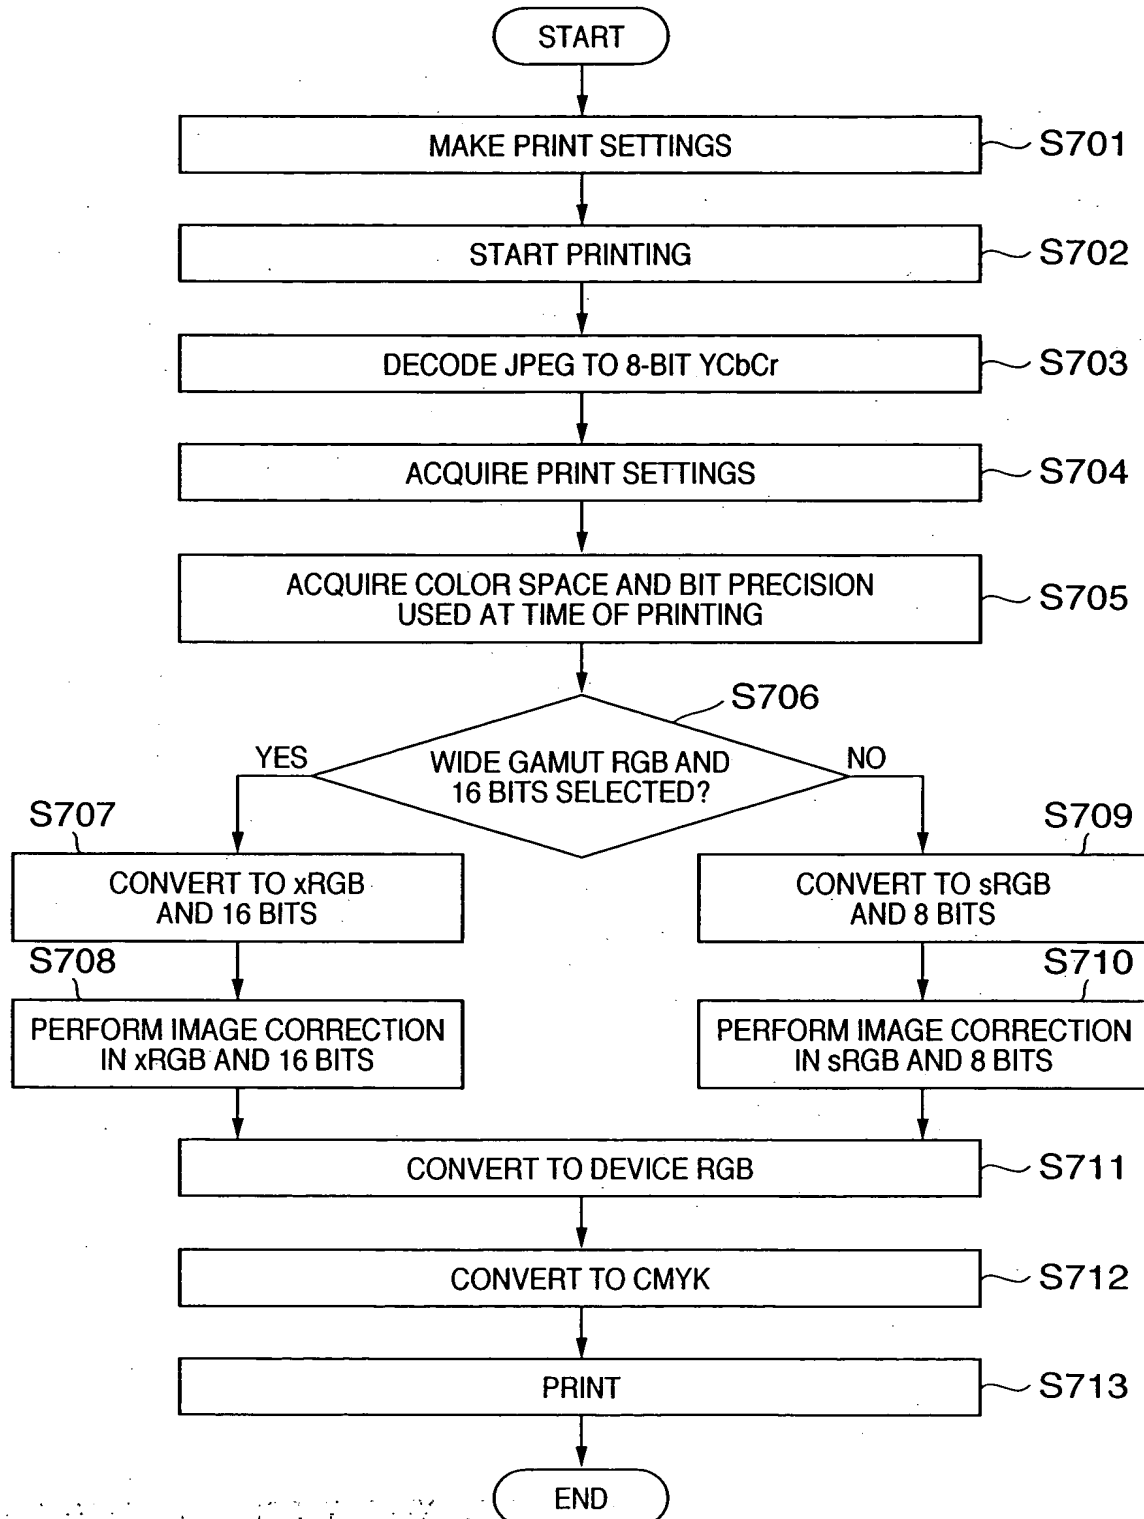 START
MAKE PRINT SETTINGS
S701
START PRINTING
S702
DECODE JPEG TO 8-BIT YCbCr
S703
ACQUIRE PRINT SETTINGS
S704
ACQUIRE COLOR SPACE AND BIT PRECISION
USED AT TIME OF PRINTING
S705
S706
WIDE GAMUT RGB AND
16 BITS SELECTED?
YES
NO
S707
CONVERT TO xRGB
AND 16 BITS
S709
CONVERT TO sRGB
AND 8 BITS
S708
PERFORM IMAGE CORRECTION
IN xRGB AND 16 BITS
S710
PERFORM IMAGE CORRECTION
IN sRGB AND 8 BITS
CONVERT TO DEVICE RGB
S711
CONVERT TO CMYK
S712
PRINT
S713
END